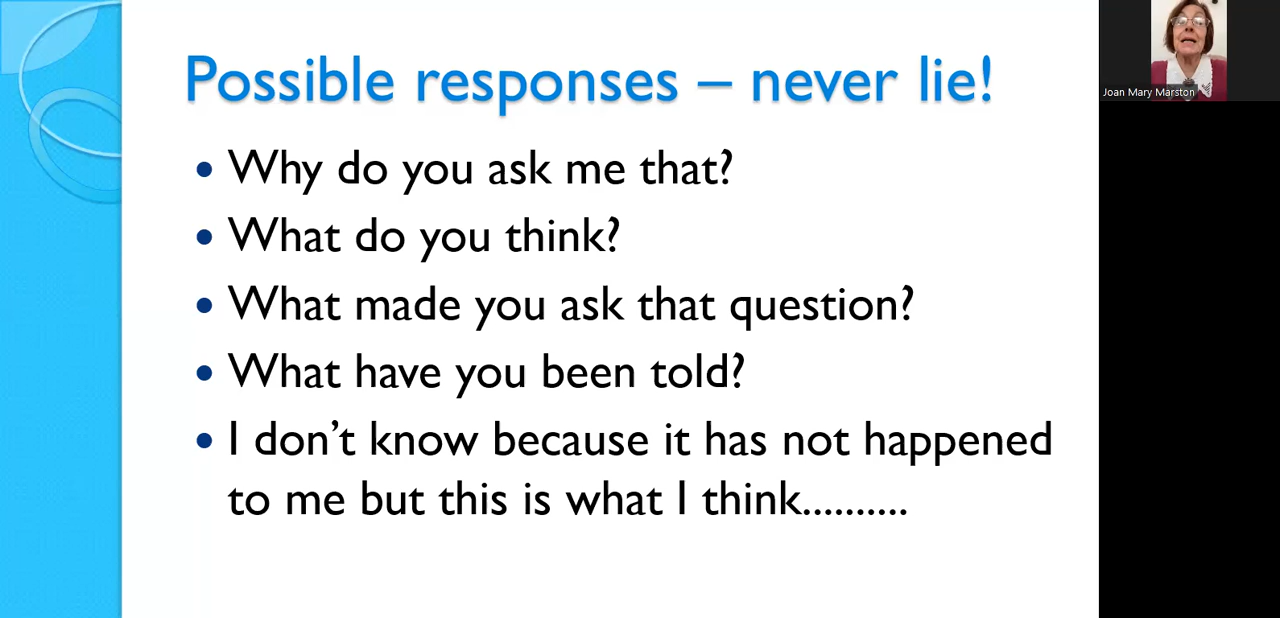 Possible responses – never lie!
• Why do you ask me that?
• What do you think?
• What made you ask that question?
• What have you been told?
• I don’t know because it has not happened
to me but this is what I think..........
Joan Mary Marston